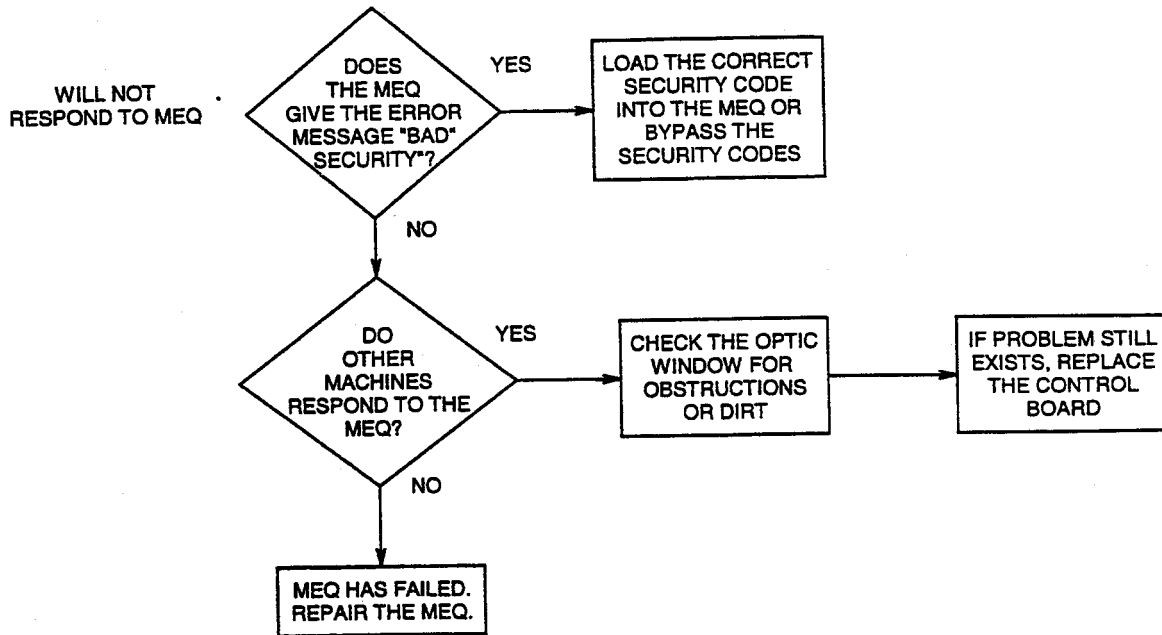 WILL NOT
RESPOND TO MEQ
DOES
THE MEQ
GIVE THE ERROR
MESSAGE "BAD"
SECURITY"?
YES
LOAD THE CORRECT
SECURITY CODE
INTO THE MEQ OR
BYPASS THE
SECURITY CODES
NO
DO
OTHER
MACHINES
RESPOND TO THE
MEQ?
YES
CHECK THE OPTIC
WINDOW FOR
OBSTRUCTIONS
OR DIRT
IF PROBLEM STILL
EXISTS, REPLACE
THE CONTROL
BOARD
NO
MEQ HAS FAILED.
REPAIR THE MEQ.